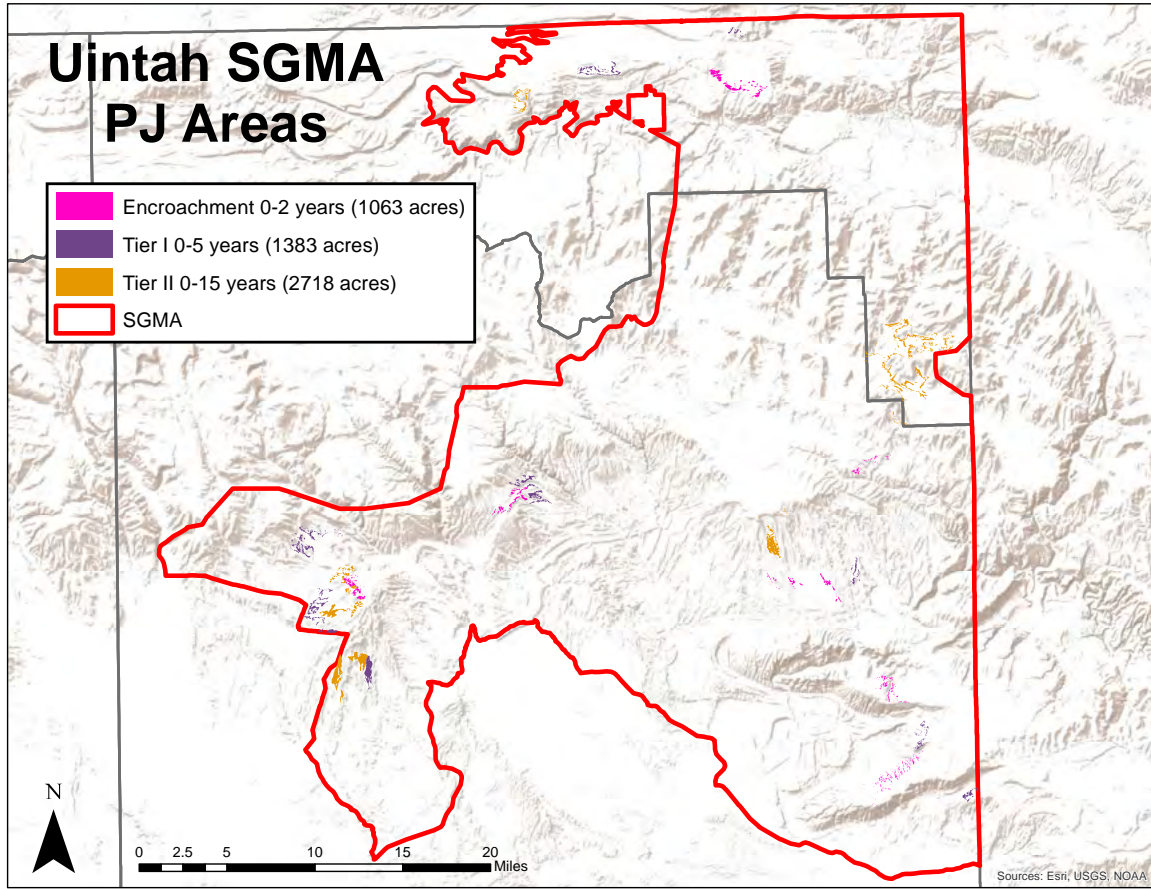 Uintah SGMA
PJ Areas
Encroachment 0-2 years (1063 acres)
Tier I 0-5 years (1383 acres)
Tier II 0-15 years (2718 acres)
SGMA
N
0 2.5 5 10 15 20
Miles
Sources: Esri, USGS, NOAA